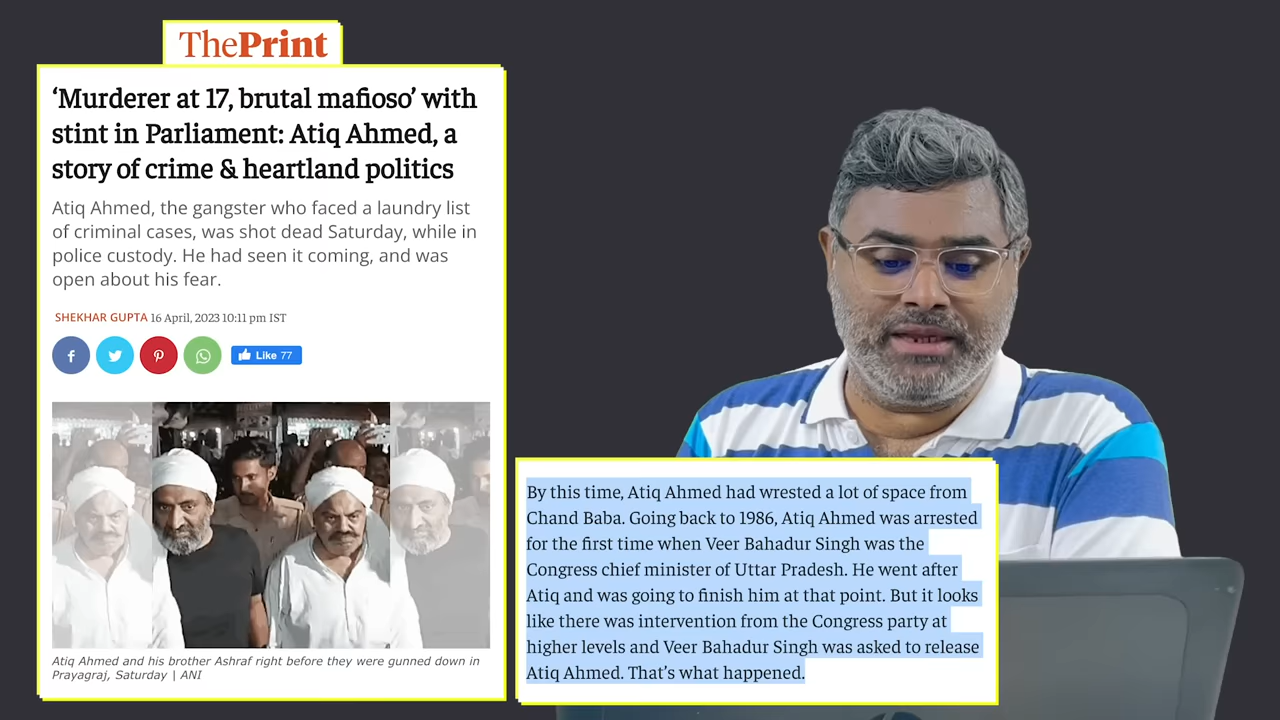 ThePrint
‘Murderer at 17, brutal mafioso’ with
stint in Parliament: Atiq Ahmed, a
story of crime & heartland politics
Atiq Ahmed, the gangster who faced a laundry list
of criminal cases, was shot dead Saturday, while in
police custody. He had seen it coming, and was
open about his fear.
SHEKHAR GUPTA 16 April, 2023 10:11 pm IST
Like 77
Atiq Ahmed and his brother Ashraf right before they were gunned down in
Prayagraj, Saturday | ANI
By this time, Atiq Ahmed had wrested a lot of space from
Chand Baba. Going back to 1986, Atiq Ahmed was arrested
for the first time when Veer Bahadur Singh was the
Congress chief minister of Uttar Pradesh. He went after
Atiq and was going to finish him at that point. But it looks
like there was intervention from the Congress party at
higher levels and Veer Bahadur Singh was asked to release
Atiq Ahmed. That’s what happened.